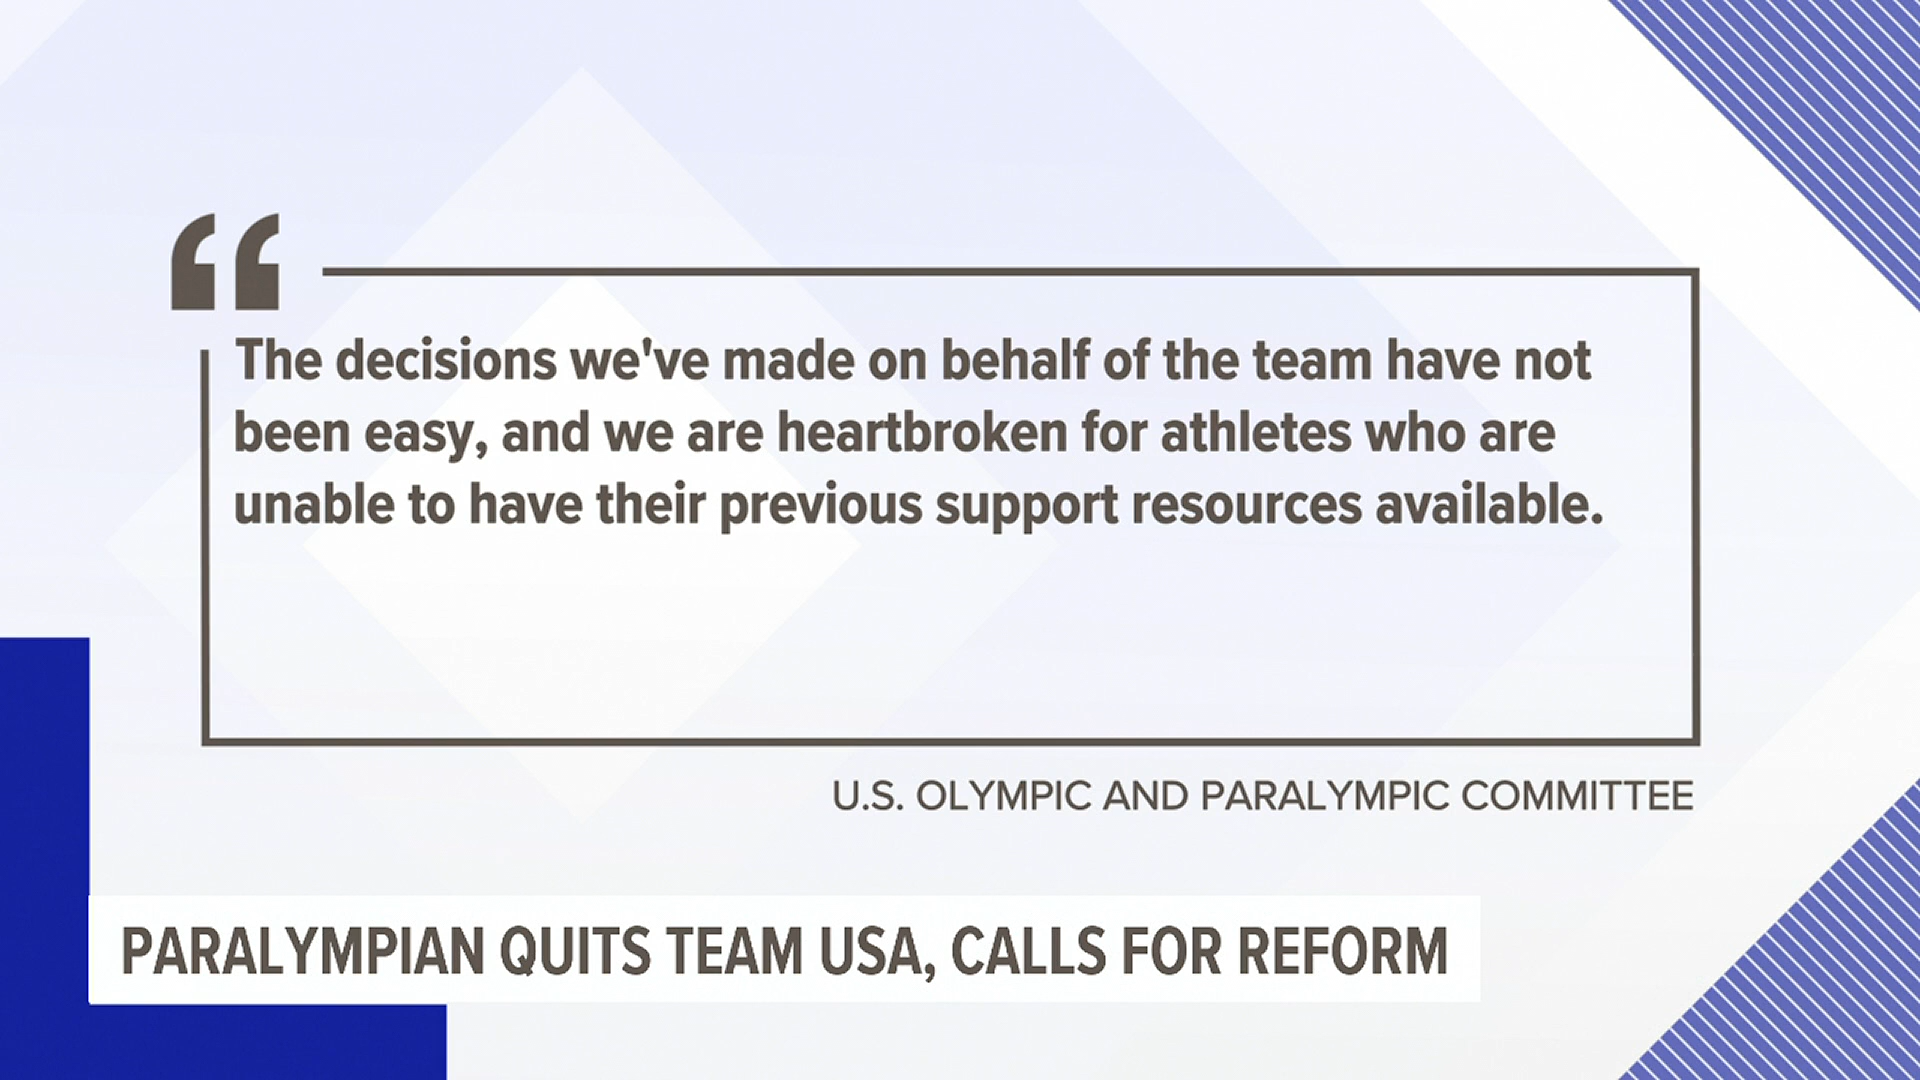 “
The decisions we've made on behalf of the team have not
been easy, and we are heartbroken for athletes who are
unable to have their previous support resources available.
U.S. OLYMPIC AND PARALYMPIC COMMITTEE
PARALYMPIAN QUITS TEAM USA, CALLS FOR REFORM